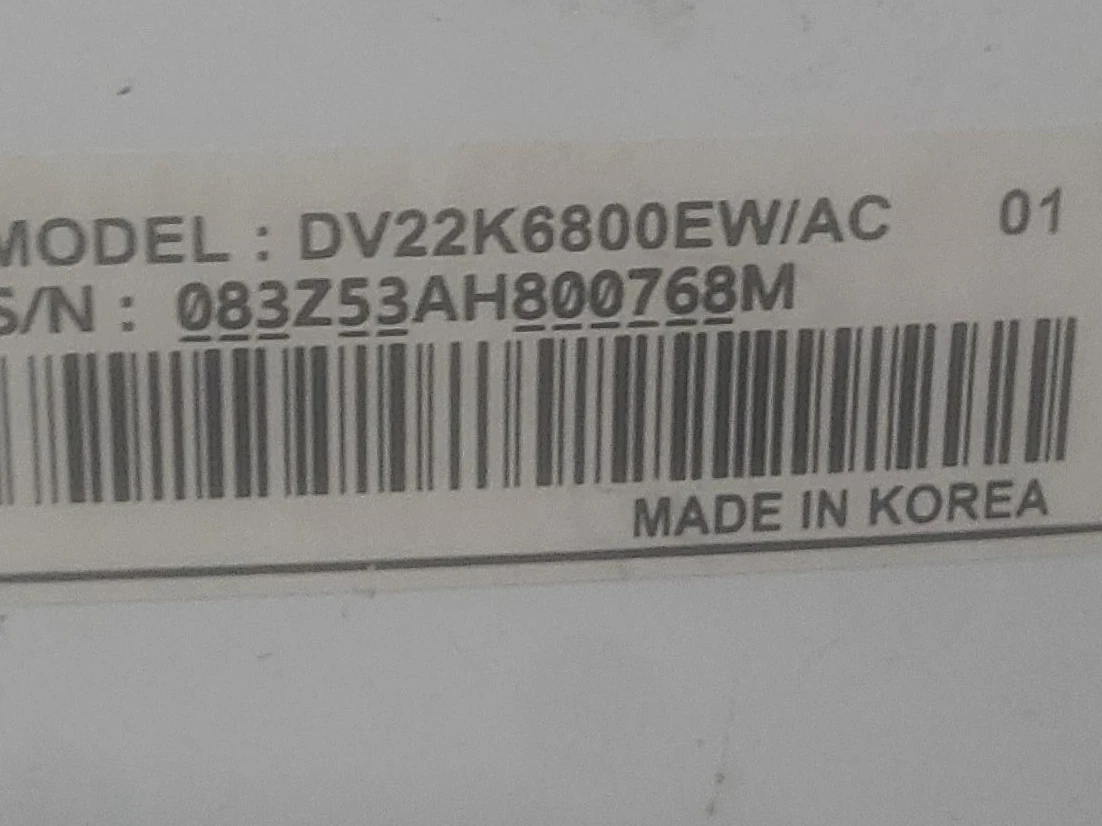 MODEL : DV22K6800EW/AC 01
S/N : 083Z53AH800768M
MADE IN KOREA